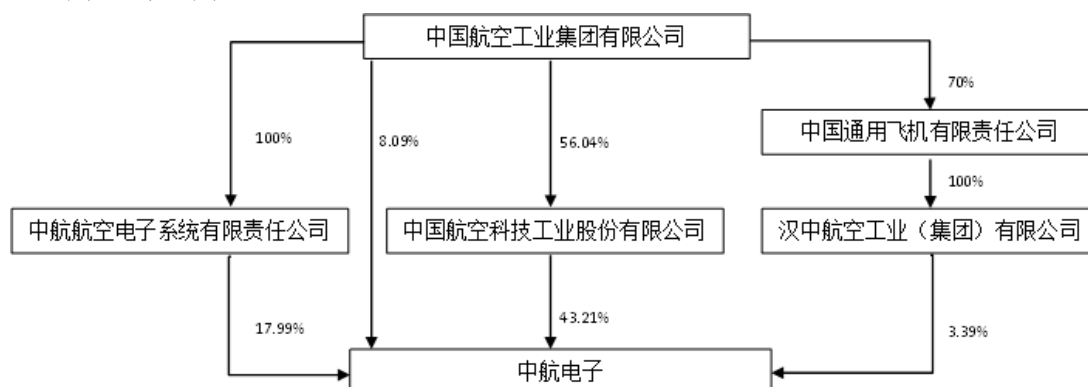 中国航空工业集团有限公司
70%
100%
8.09%
56.04%
中国通用飞机有限责任公司
100%
中航航空电子系统有限责任公司
中国航空科技工业股份有限公司
汉中航空工业（集团）有限公司
17.99%
43.21%
3.39%
中航电子